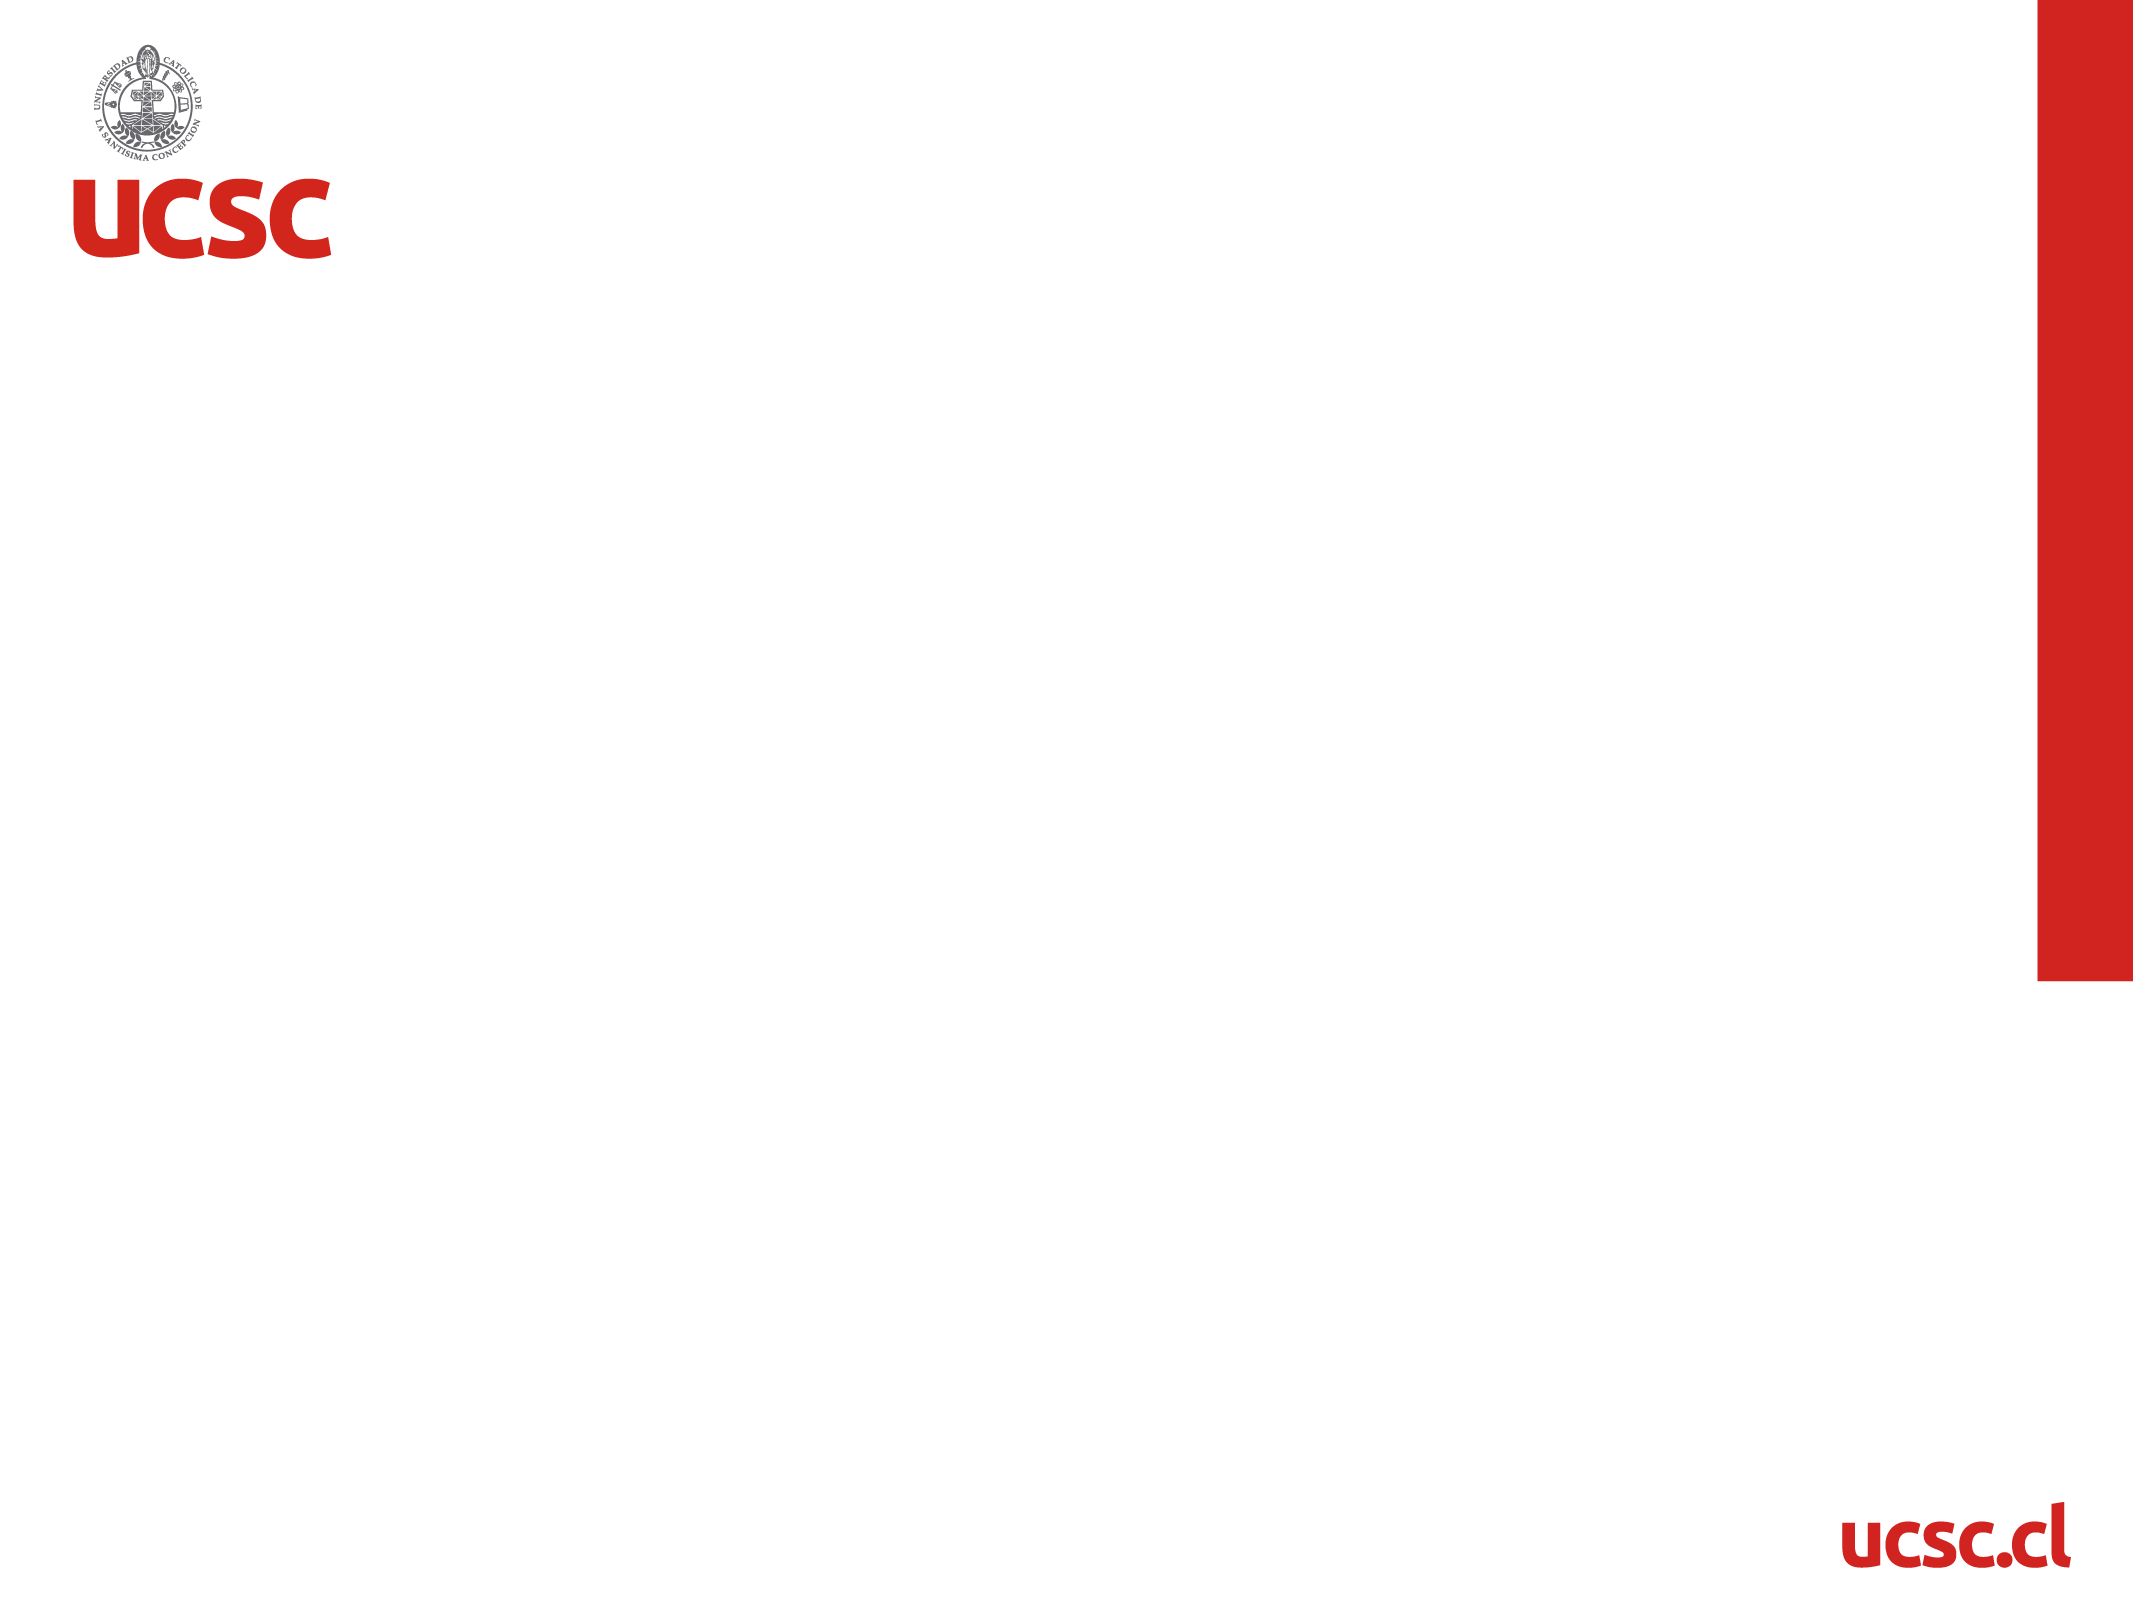 UNIVERSIDAD CATOLICA DE
LA SANTISIMA CONCEPCION
ucsc
ucsc.cl